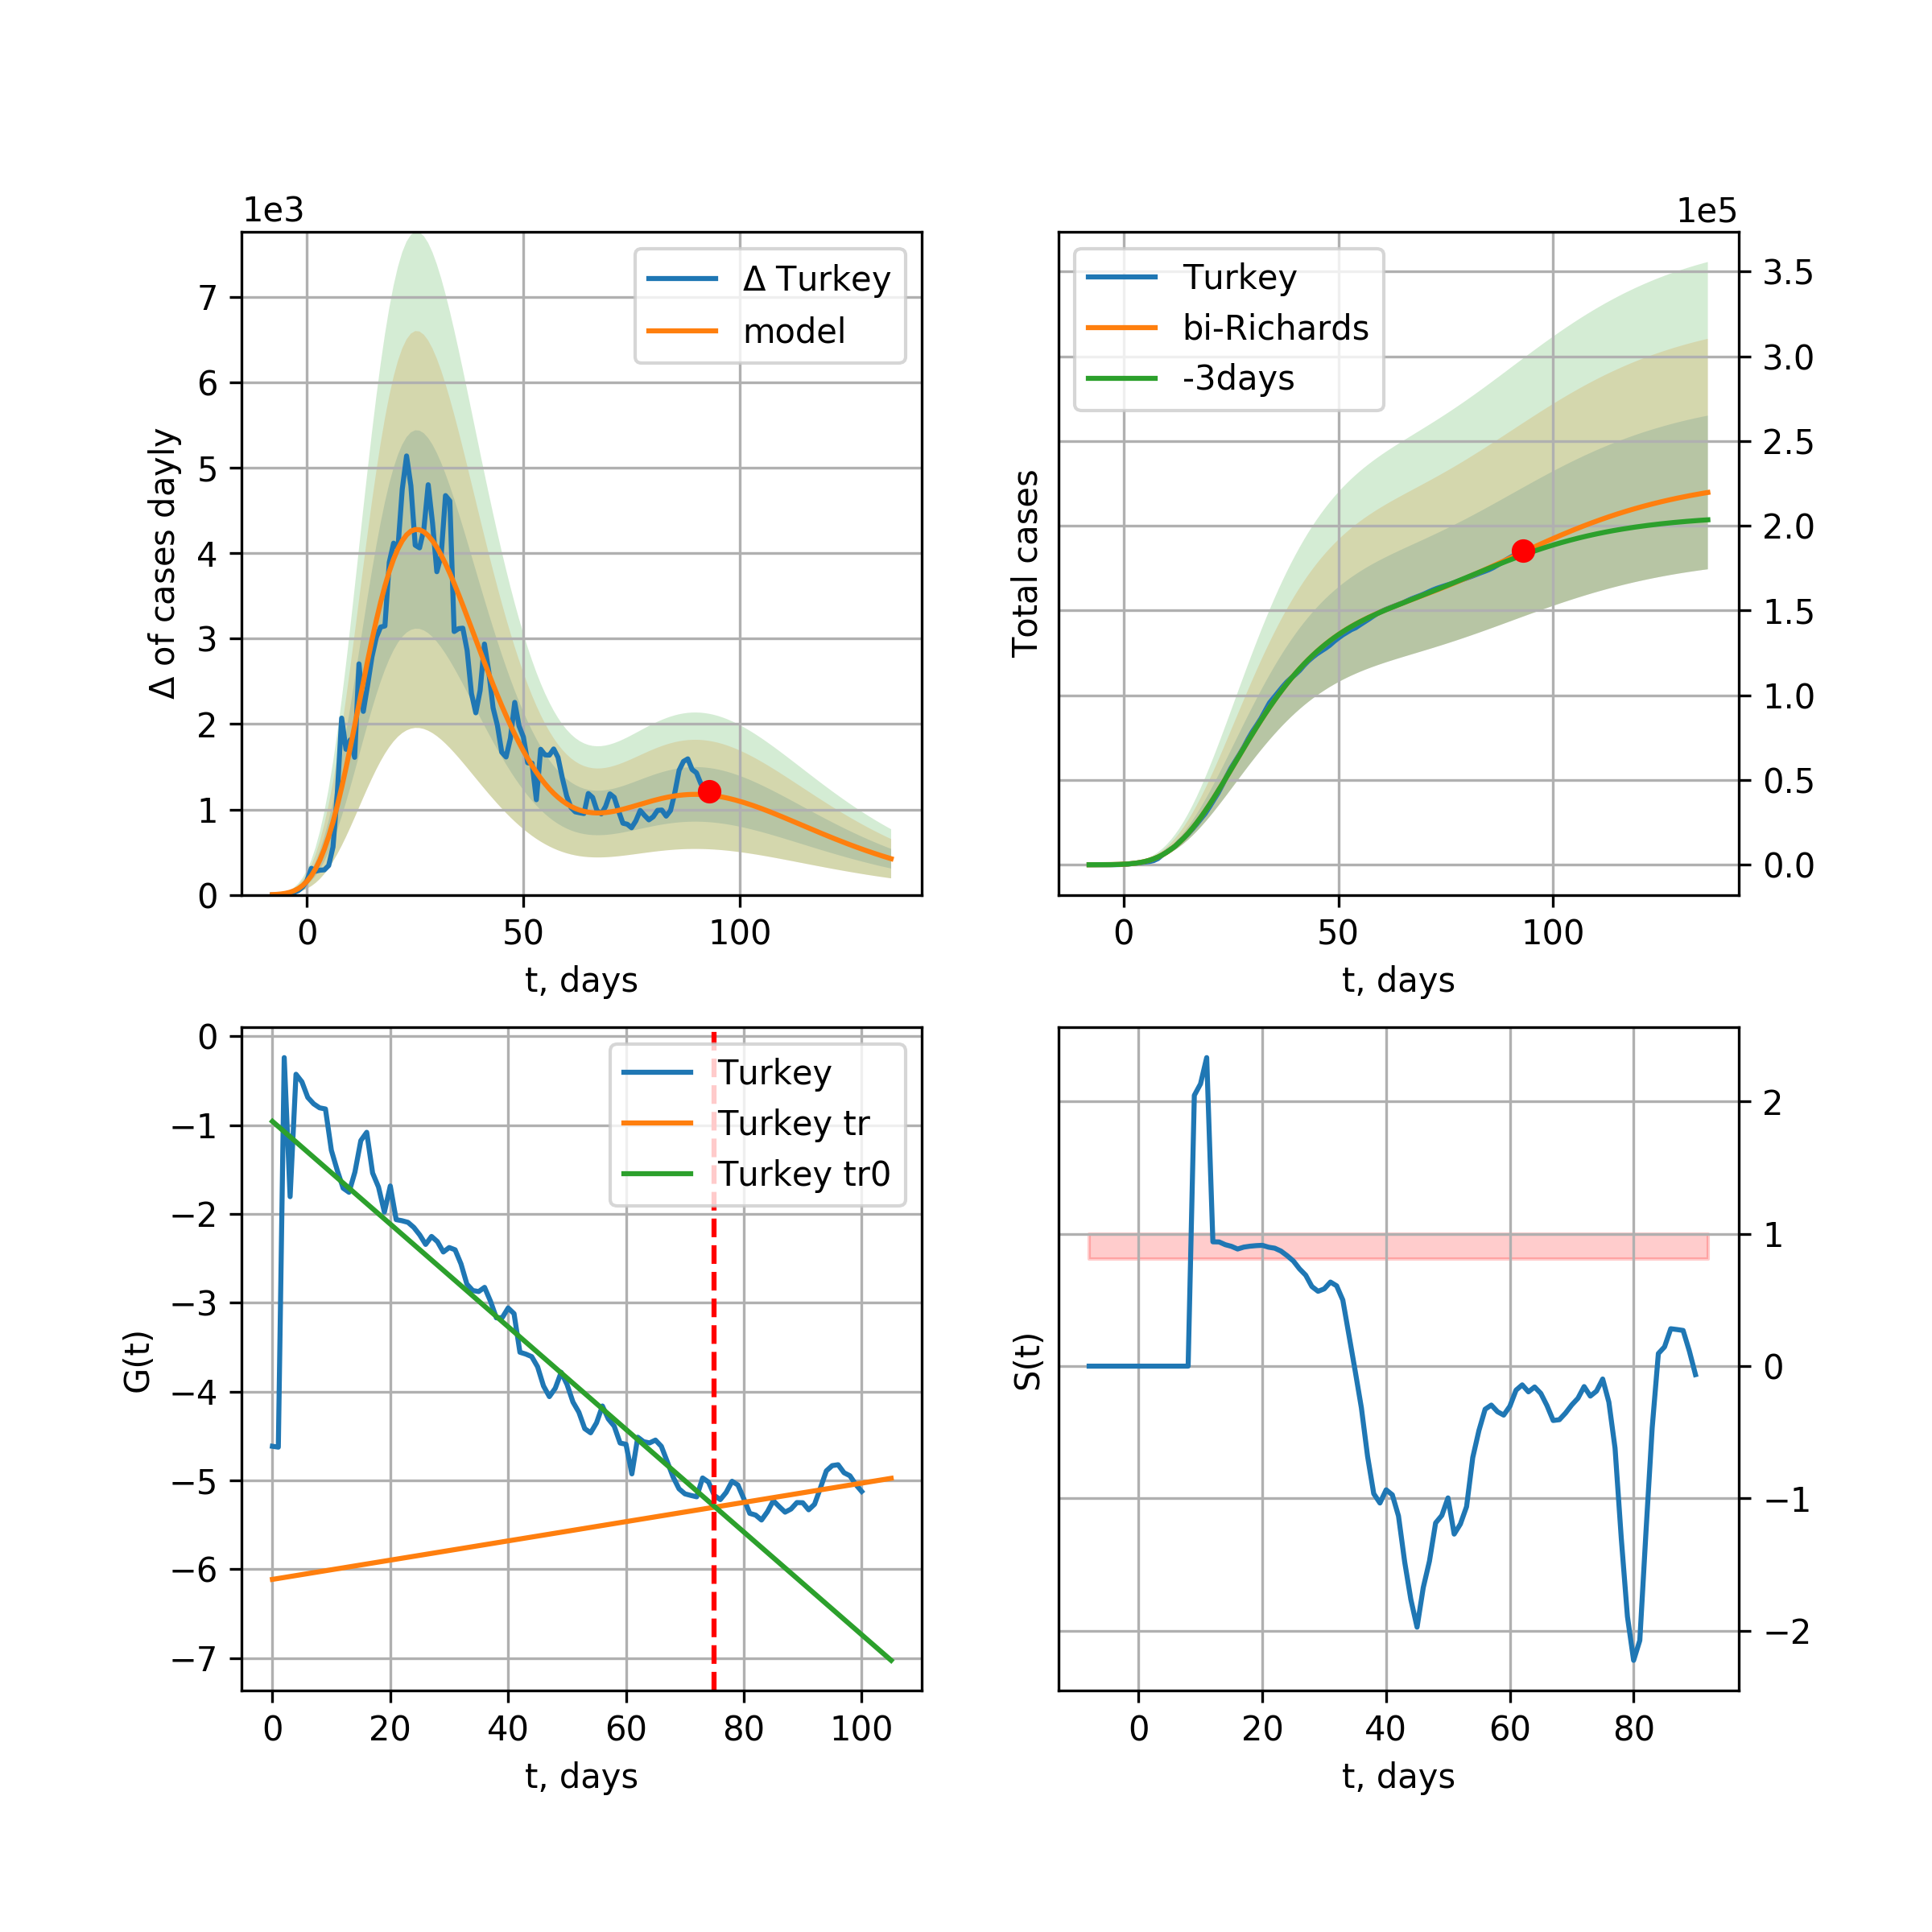 1e3
Δ of cases dayly
7
6
5
4
3
2
1
0
0 50 100
t, days
Δ Turkey
model
1e5
Total cases
3.5
3.0
2.5
2.0
1.5
1.0
0.5
0.0
0 50 100
t, days
Turkey
bi-Richards
-3days
G(t)
0
−1
−2
−3
−4
−5
−6
−7
0 20 40 60 80 100
t, days
Turkey
Turkey tr
Turkey tr0
S(t)
2
1
0
−1
−2
0 20 40 60 80
t, days